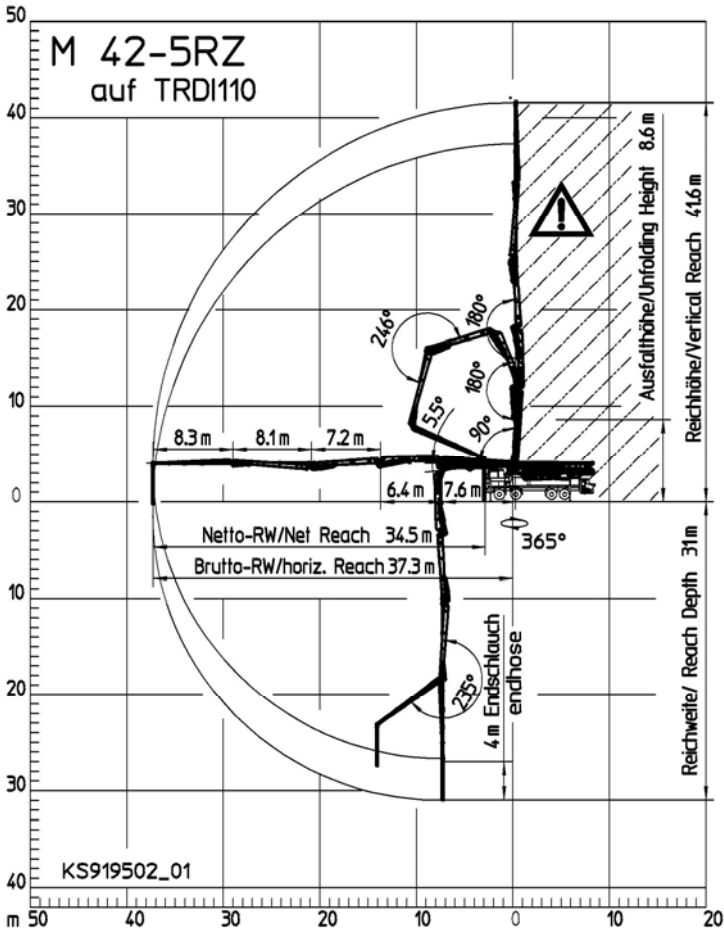 M 42-5RZ
auf TRDI110
50
40
30
20
10
0
10
20
30
40
m 50
40
30
20
10
0
10
20
Ausfalthöhe/Unfolding Height 8.6 m
Reichhöhe/Vertical Reach 41.6 m
246°
180°
180°
5.5°
90°
8.3 m
8.1 m
7.2 m
6.4 m
7.6 m
Netto-RW/Net Reach 34.5 m
365°
Brutto-RW/horiz. Reach 37.3 m
235°
4 m Endschlauch
endhose
Reichweite/ Reach Depth 31 m
KS919502_01